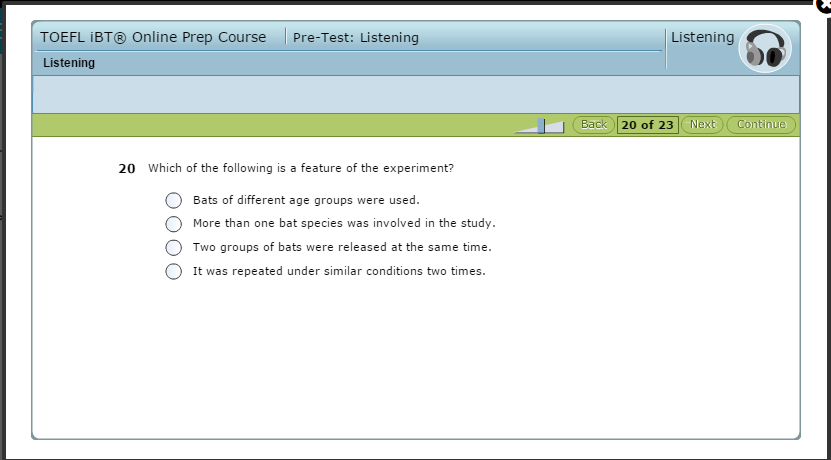 TOEFL iBT® Online Prep Course Pre-Test: Listening Listening
Listening
Back 20 of 23 Next Continue
20 Which of the following is a feature of the experiment?
Bats of different age groups were used.
More than one bat species was involved in the study.
Two groups of bats were released at the same time.
It was repeated under similar conditions two times.